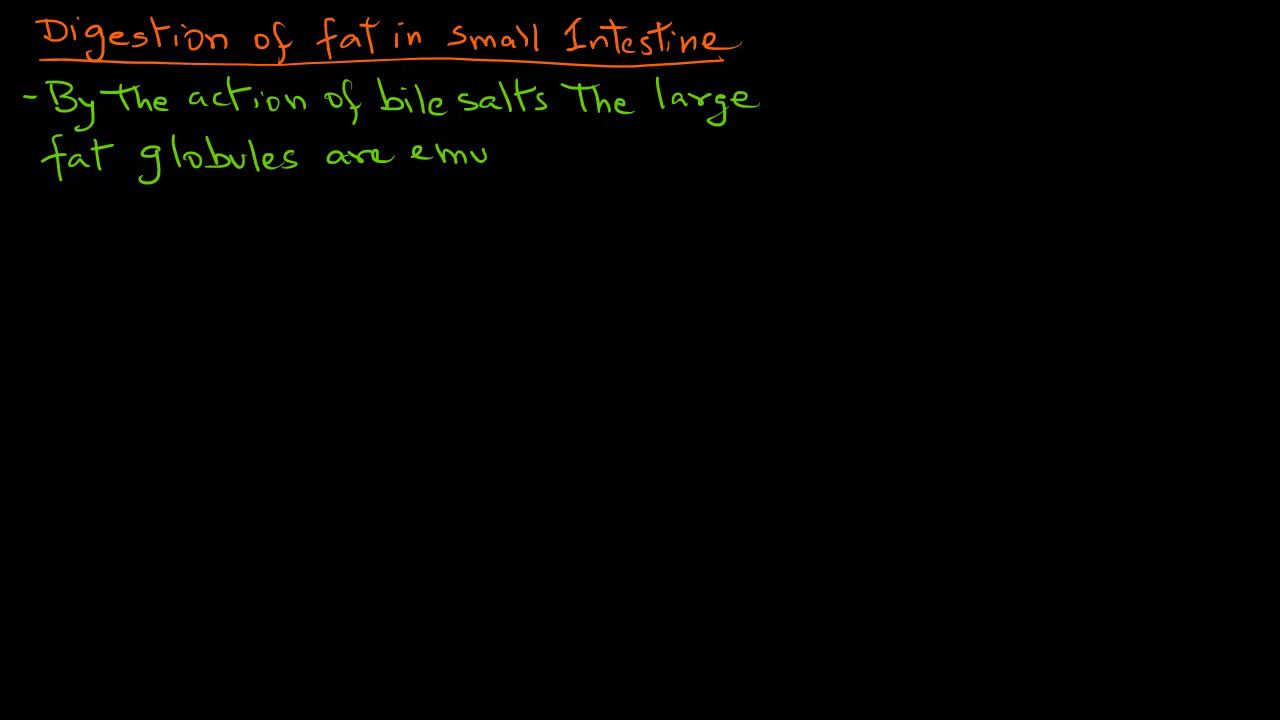 Digestion of fat in small Intestine
- By the action of bile salts the large
fat globules are emu